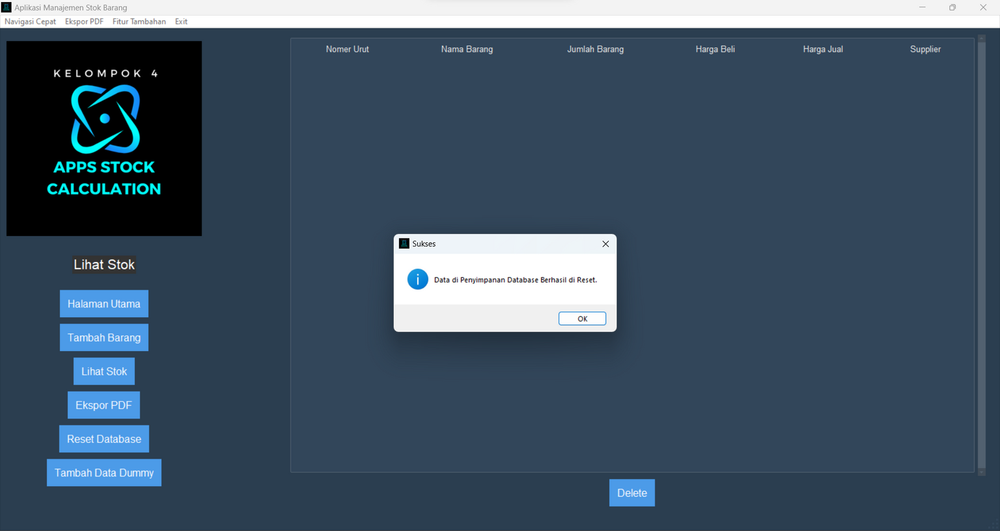 Aplikasi Manajemen Stok Barang
Navigasi Cepat Ekspor PDF Fitur Tambahan Exit
KELOMPOK 4
APPS STOCK
CALCULATION
Lihat Stok
Halaman Utama
Tambah Barang
Lihat Stok
Ekspor PDF
Reset Database
Tambah Data Dummy
Nomer Urut Nama Barang Jumlah Barang Harga Beli Harga Jual Supplier
Sukses
Data di Penyimpanan Database Berhasil di Reset.
OK
Delete